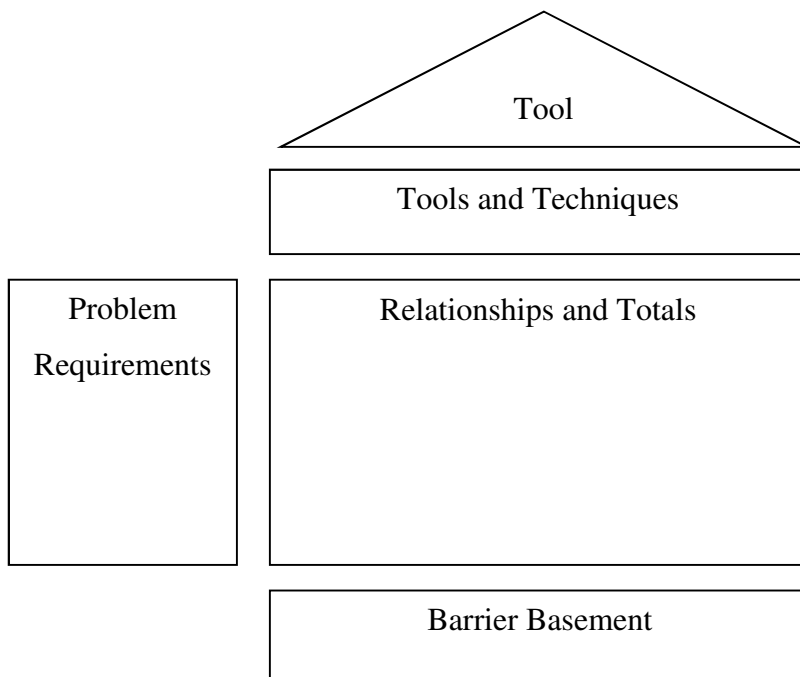 Tool
Tools and Techniques
Problem
Requirements
Relationships and Totals
Barrier Basement